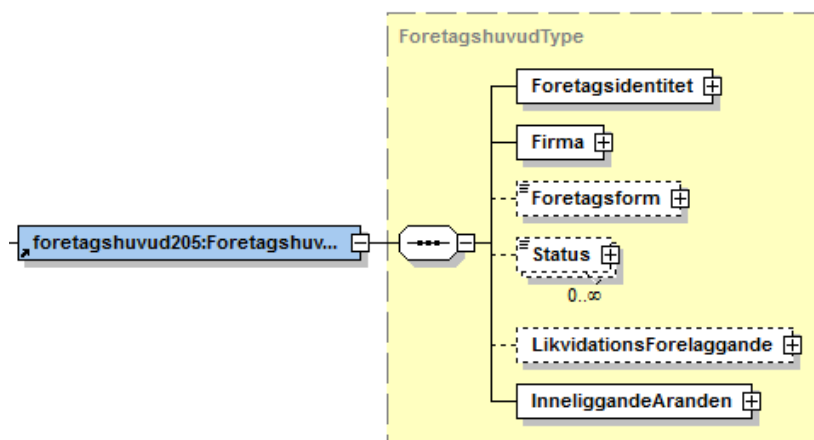 ForetagshuvudType
Foretagsidentitet
Firma
Foretagsform
foretagshuvud205:Foretagshuv...
Status
0..∞
LikvidationsForelaggande
InneliggandeAranden